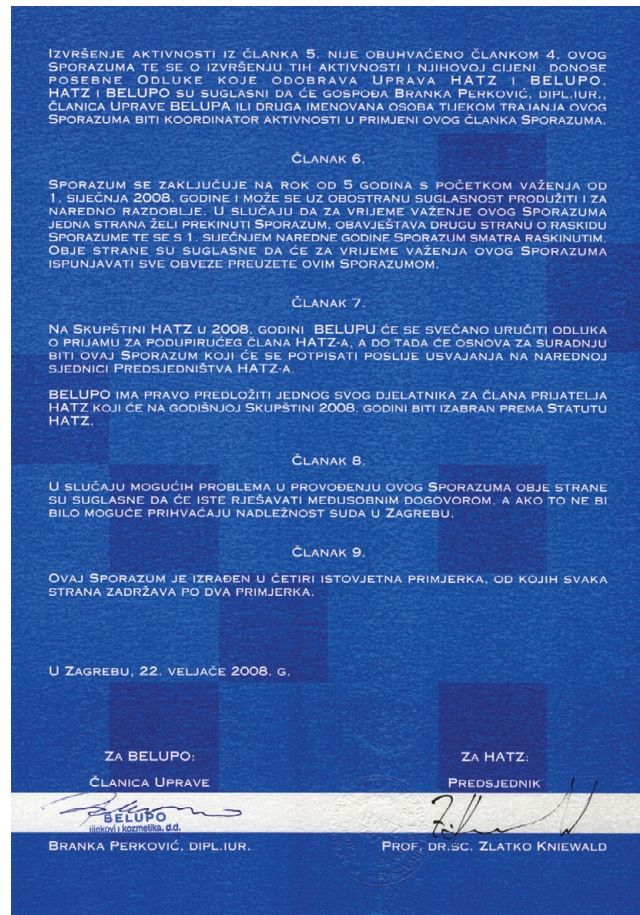 IZVRŠENJE AKTIVNOSTI IZ ČLANKA 5. NIJE OBUHVAĆENO ČLANKOM 4. OVOG
SPORAZUMA TE SE O IZVRŠENJU TIH AKTIVNOSTI I NJIHOVOJ CIJENI DONOSE
POSEBNE ODLUKE KOJE ODOBRAVA UPRAVA HATZ I BELUPO.
HATZ I BELUPO SU SUGLASNI DA ĆE GOSPOĐA BRANKA PERKOVIĆ, DIPL.IUR.,
ČLANICA UPRAVE BELUPA ILI DRUGA IMENOVANA OSOBA TIJEKOM TRAJANJA OVOG
SPORAZUMA BITI KOORDINATOR AKTIVNOSTI U PRIMJENI OVOG ČLANKA SPORAZUMA.
ČLANAK 6.
SPORAZUM SE ZAKLJUČUJE NA ROK OD 5 GODINA S POČETKOM VAŽENJA OD
1. SIJEČNJA 2008. GODINE I MOŽE SE UZ OBOSTRANU SUGLASNOST PRODUŽITI I ZA
NAREDNO RAZDOBLJE. U SLUČAJU DA ZA VRIJEME VAŽENJE OVOG SPORAZUMA
JEDNA STRANA ŽELI PREKINUTI SPORAZUM, OBAVJEŠTAVA DRUGU STRANU O RASKIDU
SPORAZUME TE SE S 1. SIJEČNJEM NAREDNE GODINE SPORAZUM SMATRA RASKINUTIM.
OBJE STRANE SU SUGLASNE DA ĆE ZA VRIJEME VAŽENJA OVOG SPORAZUMA
ISPUNJAVATI SVE OBVEZE PREUZETE OVIM SPORAZUMOM.
ČLANAK 7.
NA SKUPŠTINI HATZ U 2008. GODINI BELUPU ĆE SE SVEČANO URUČITI ODLUKA
O PRIJAMU ZA PODUPIRUĆEG ČLANA HATZ-A, A DO TADA ĆE OSNOVA ZA SURADNJU
BITI OVAJ SPORAZUM KOJI ĆE SE POTPISATI POSLIJE USVAJANJA NA NAREDNOJ
SJEDNICI PREDSJEDNIŠTVA HATZ-A.
BELUPO IMA PRAVO PREDLOŽITI JEDNOG SVOG DJELATNIKA ZA ČLANA PRIJATELJA
HATZ KOJI ĆE NA GODIŠNJOJ SKUPŠTINI 2008. GODINI BITI IZABRAN PREMA STATUTU
HATZ.
ČLANAK 8.
U SLUČAJU MOGUĆIH PROBLEMA U PROVOĐENJU OVOG SPORAZUMA OBJE STRANE
SU SUGLASNE DA ĆE ISTE RJEŠAVATI MEĐUSOBNIM DOGOVOROM, A AKO TO NE BI
BILO MOGUĆE PRIHVAĆAJU NADLEŽNOST SUDA U ZAGREBU.
ČLANAK 9.
OVAJ SPORAZUM JE IZRAĐEN U ČETIRI ISTOVJETNA PRIMJERKA, OD KOJIH SVAKA
STRANA ZADRŽAVA PO DVA PRIMJERKA.
U ZAGREBU, 22. VELJAČE 2008. G.
ZA BELUPO: ZA HATZ:
ČLANICA UPRAVE PREDSJEDNIK
BELUPO
lijekovi i kozmetika, d.d.
BRANKA PERKOVIĆ, DIPL.IUR. PROF. DR.SC. ZLATKO KNIEWALD